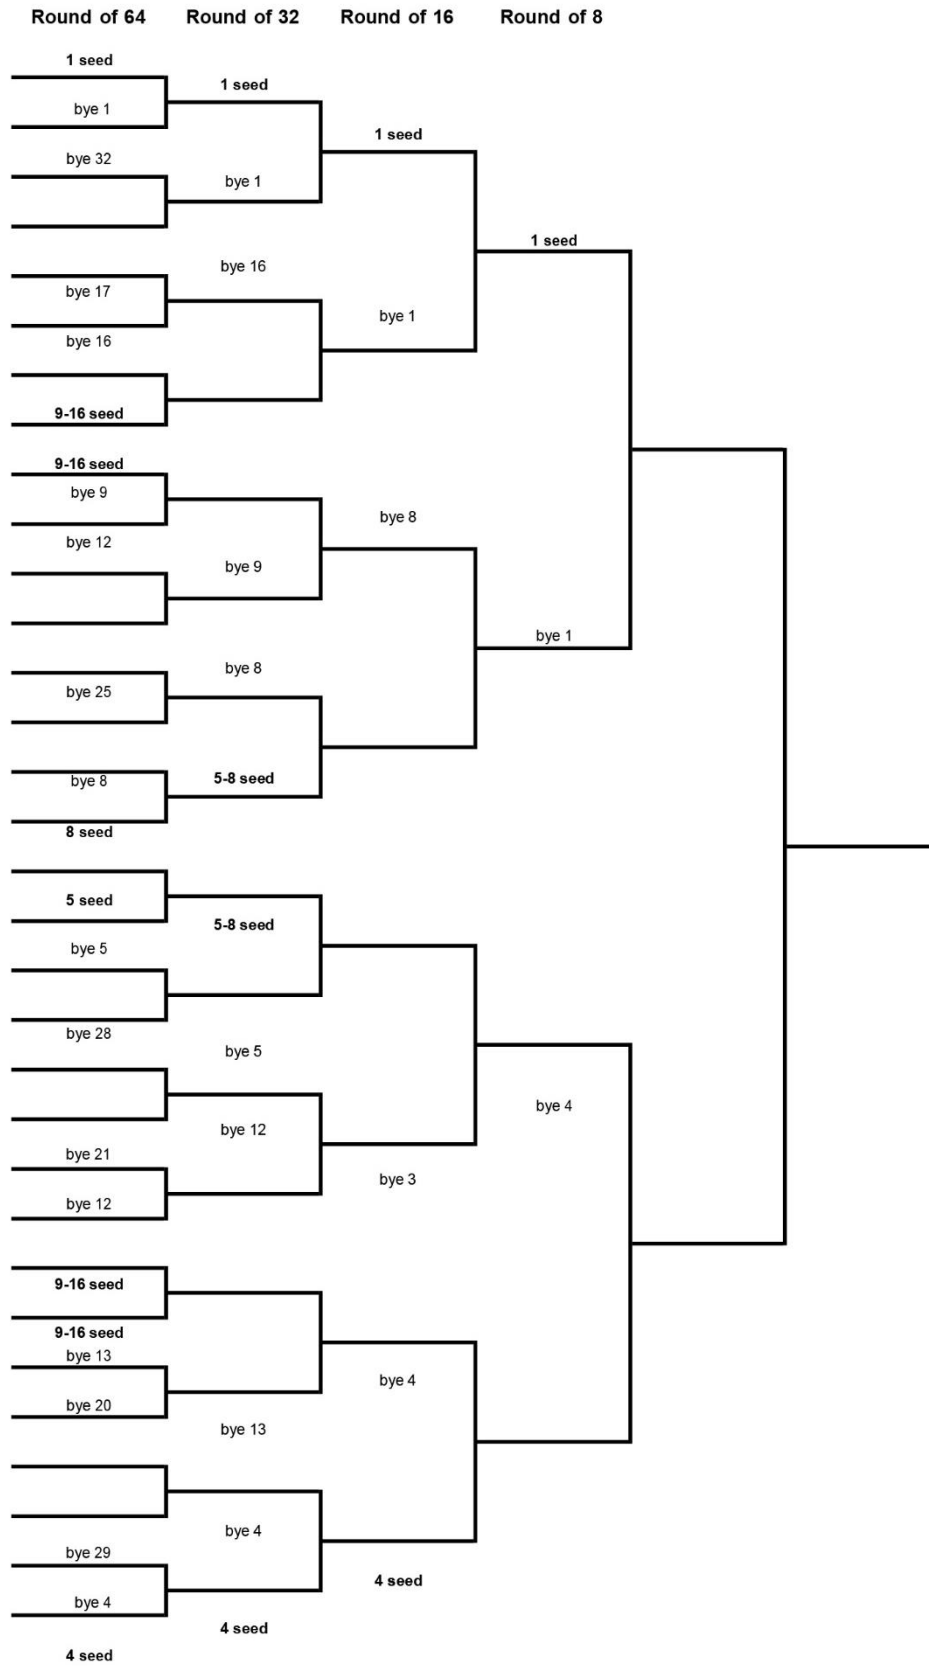 Round of 64 Round of 32 Round of 16 Round of 8
1 seed
1 seed
bye 1
1 seed
bye 32
bye 1
1 seed
bye 16
bye 17
bye 1
bye 16
9-16 seed
9-16 seed
bye 9
bye 8
bye 12
bye 9
bye 1
bye 8
bye 25
5-8 seed
bye 8
8 seed
5 seed
5-8 seed
bye 5
bye 28
bye 5
bye 4
bye 12
bye 21
bye 3
bye 12
9-16 seed
9-16 seed
bye 13
bye 4
bye 20
bye 13
bye 4
bye 29
4 seed
bye 4
4 seed
4 seed